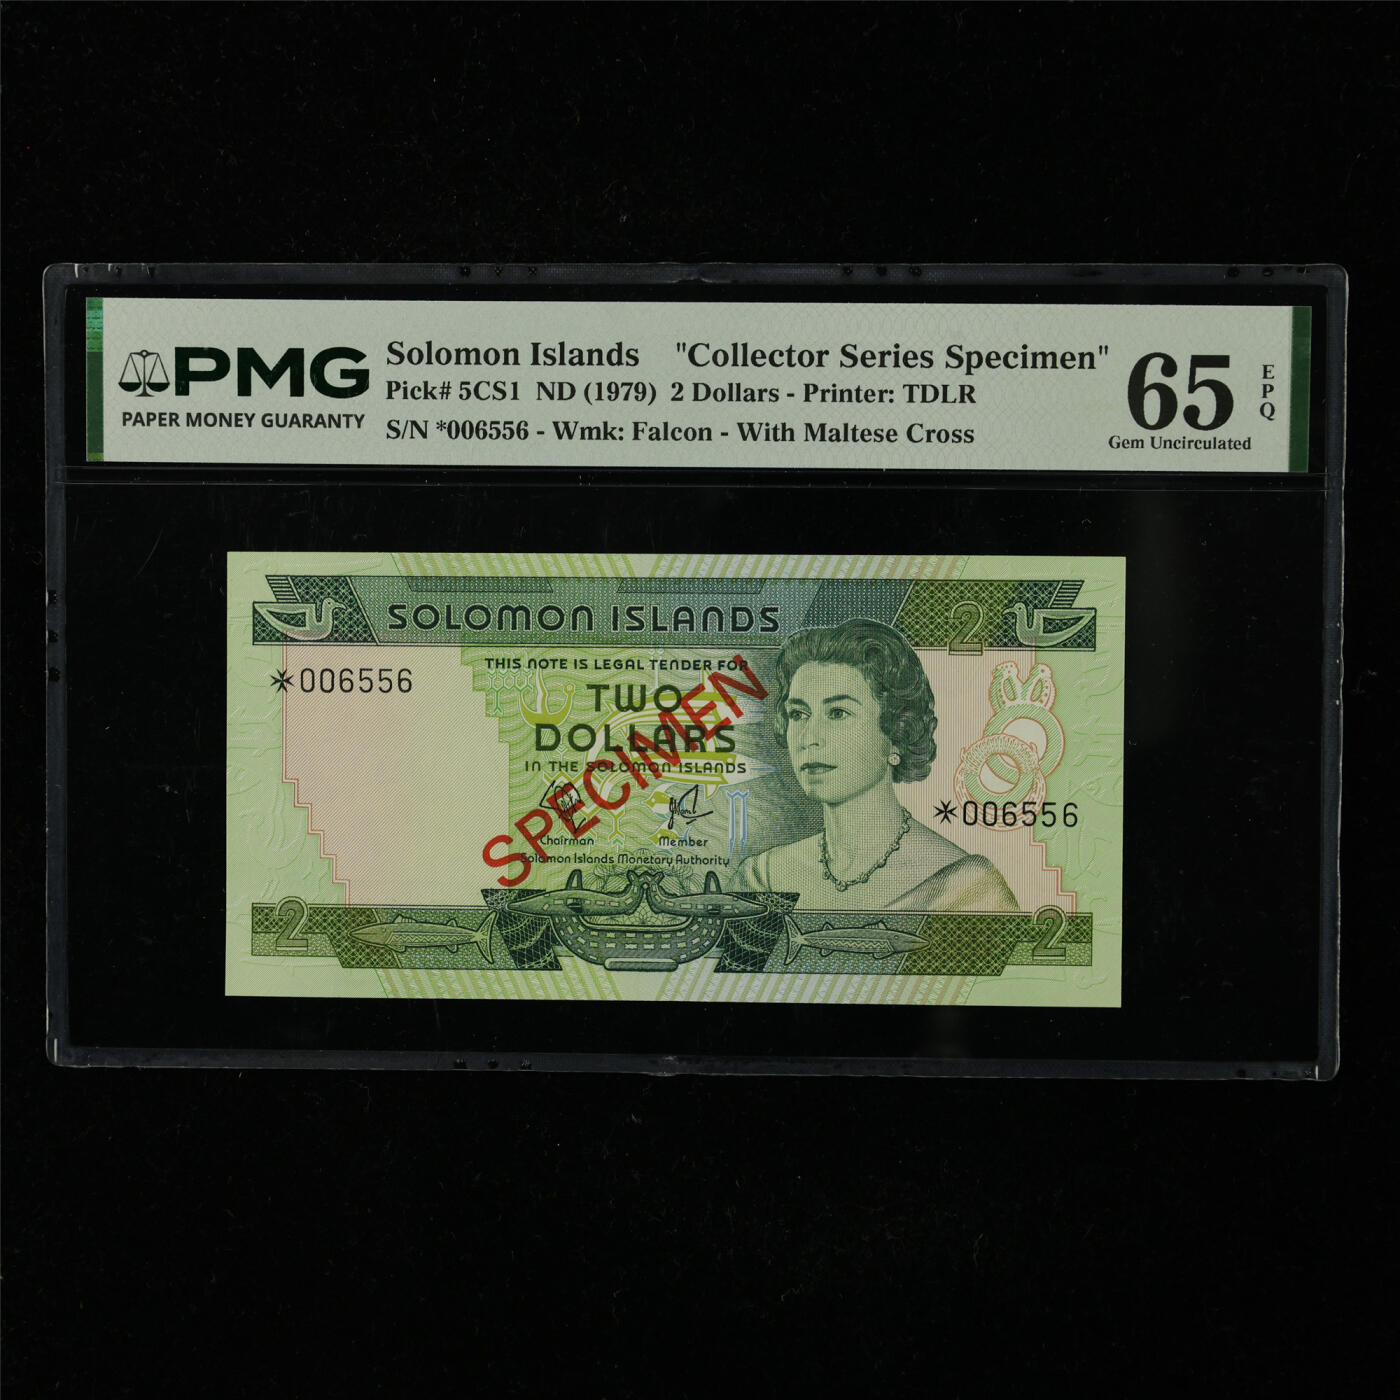 PMG
PAPER MONEY GUARANTY
Solomon Islands "Collector Series Specimen"
Pick# 5CS1 ND (1979) 2 Dollars - Printer: TDLR
S/N *006556 - Wmk: Falcon - With Maltese Cross
65
EPQ
Gem Uncirculated
SOLOMON ISLANDS
2
*006556
THIS NOTE IS LEGAL TENDER FOR
TWO
DOLLARS
IN THE SOLOMON ISLANDS
SPECIMEN
*006556
Chairman Member
Solomon Islands Monetary Authority
2
2